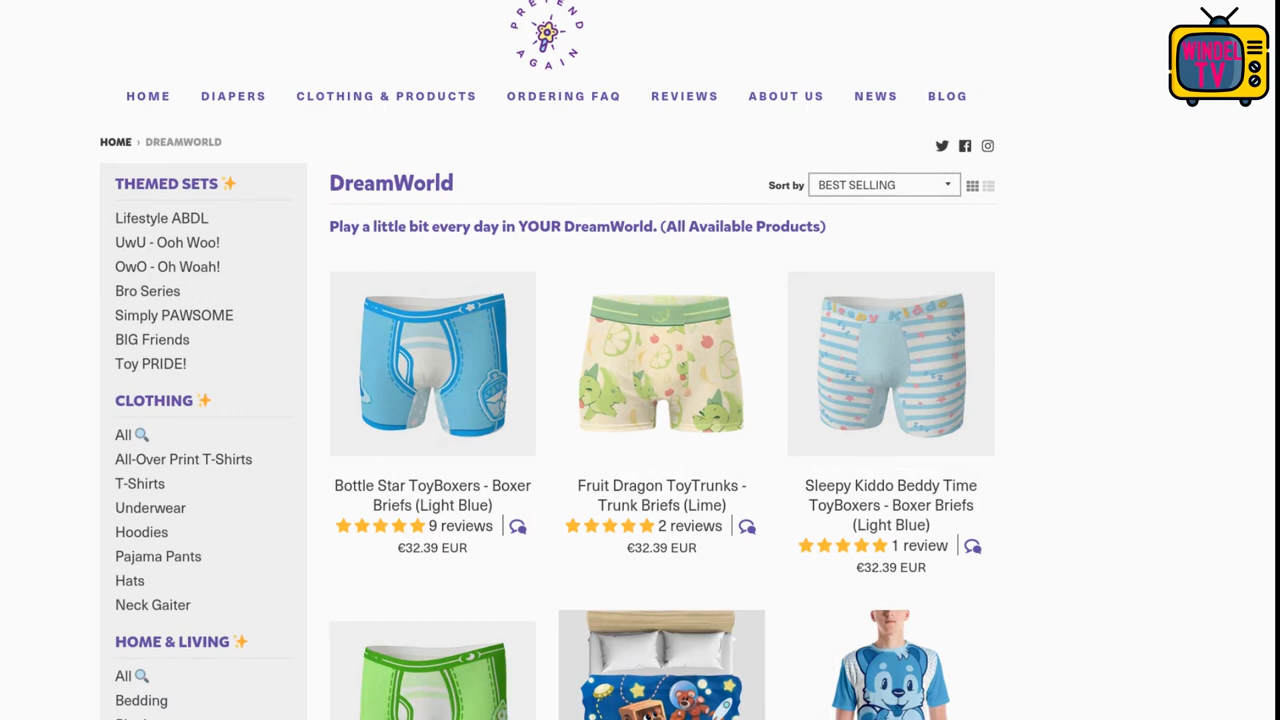 PRETEND
AGAIN
WINDEL
TV
HOME DIAPERS CLOTHING & PRODUCTS ORDERING FAQ REVIEWS ABOUT US NEWS BLOG
HOME › DREAMWORLD
THEMED SETS ✨
Lifestyle ABDL
UwU - Ooh Woo!
OwO - Oh Woah!
Bro Series
Simply PAWSOME
BIG Friends
Toy PRIDE!
CLOTHING ✨
All 🔍
All-Over Print T-Shirts
T-Shirts
Underwear
Hoodies
Pajama Pants
Hats
Neck Gaiter
HOME & LIVING ✨
All 🔍
Bedding
DreamWorld
Sort by BEST SELLING
Play a little bit every day in YOUR DreamWorld. (All Available Products)
Sleepy Kiddo
Bottle Star ToyBoxers - Boxer
Briefs (Light Blue)
9 reviews
€32.39 EUR
Fruit Dragon ToyTrunks -
Trunk Briefs (Lime)
2 reviews
€32.39 EUR
Sleepy Kiddo Beddy Time
ToyBoxers - Boxer Briefs
(Light Blue)
1 review
€32.39 EUR